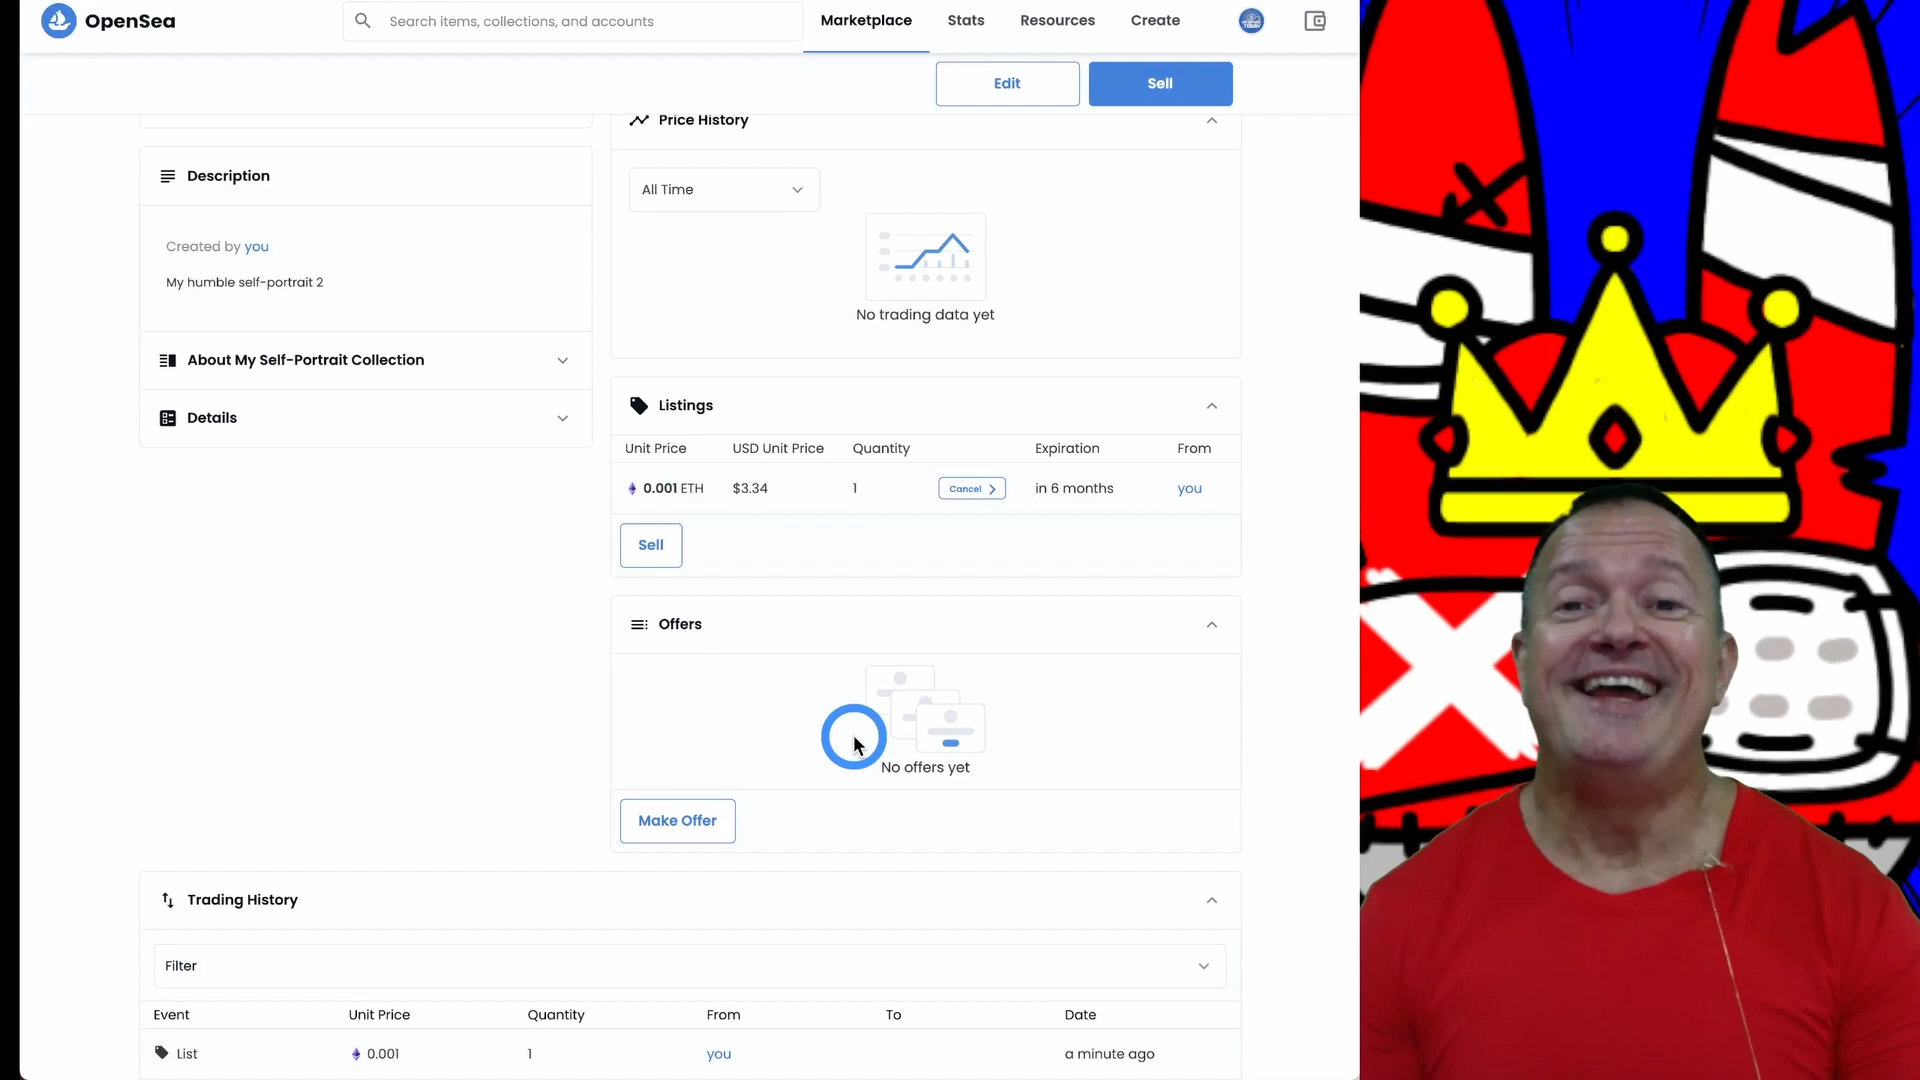 OpenSea
Search items, collections, and accounts
Marketplace
Stats
Resources
Create
Edit
Sell
Price History
All Time
No trading data yet
Description
Created by you
My humble self-portrait 2
About My Self-Portrait Collection
Details
Listings
Unit Price USD Unit Price Quantity Expiration From
0.001 ETH $3.34 1 Cancel in 6 months you
Sell
Offers
No offers yet
Make Offer
Trading History
Filter
Event Unit Price Quantity From To Date
List 0.001 1 you a minute ago